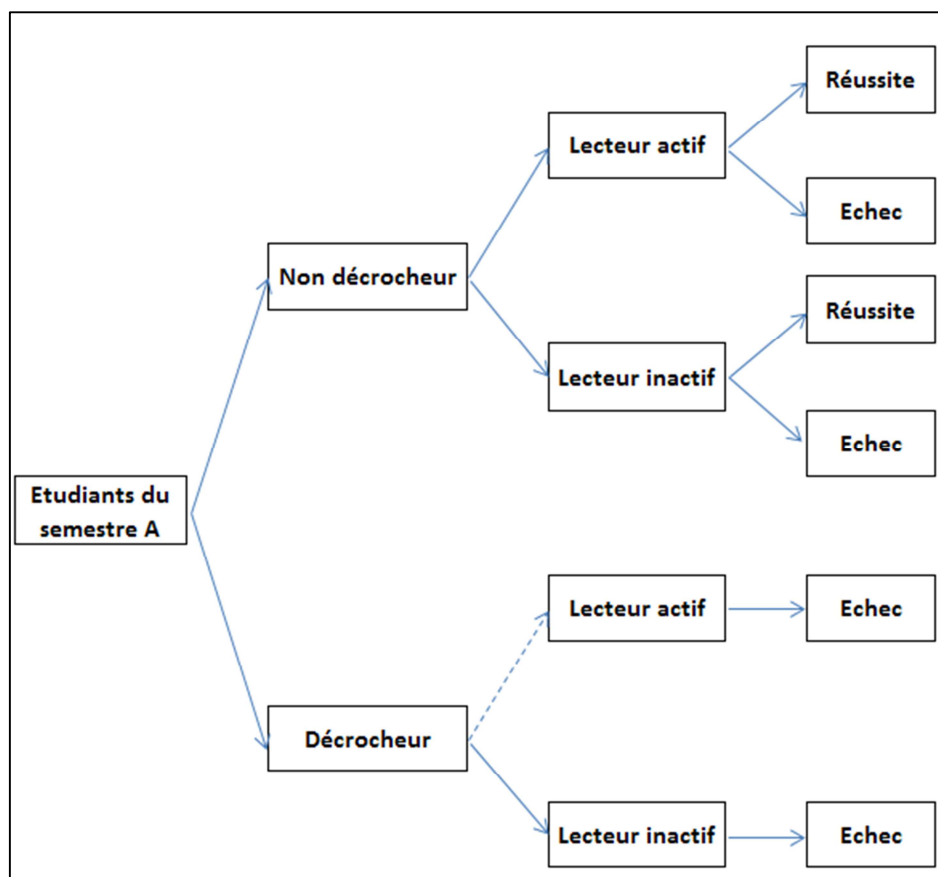 Réussite
Lecteur actif
Echec
Non décrocheur
Réussite
Lecteur inactif
Echec
Etudiants du
semestre A
Lecteur actif
Echec
Décrocheur
Lecteur inactif
Echec